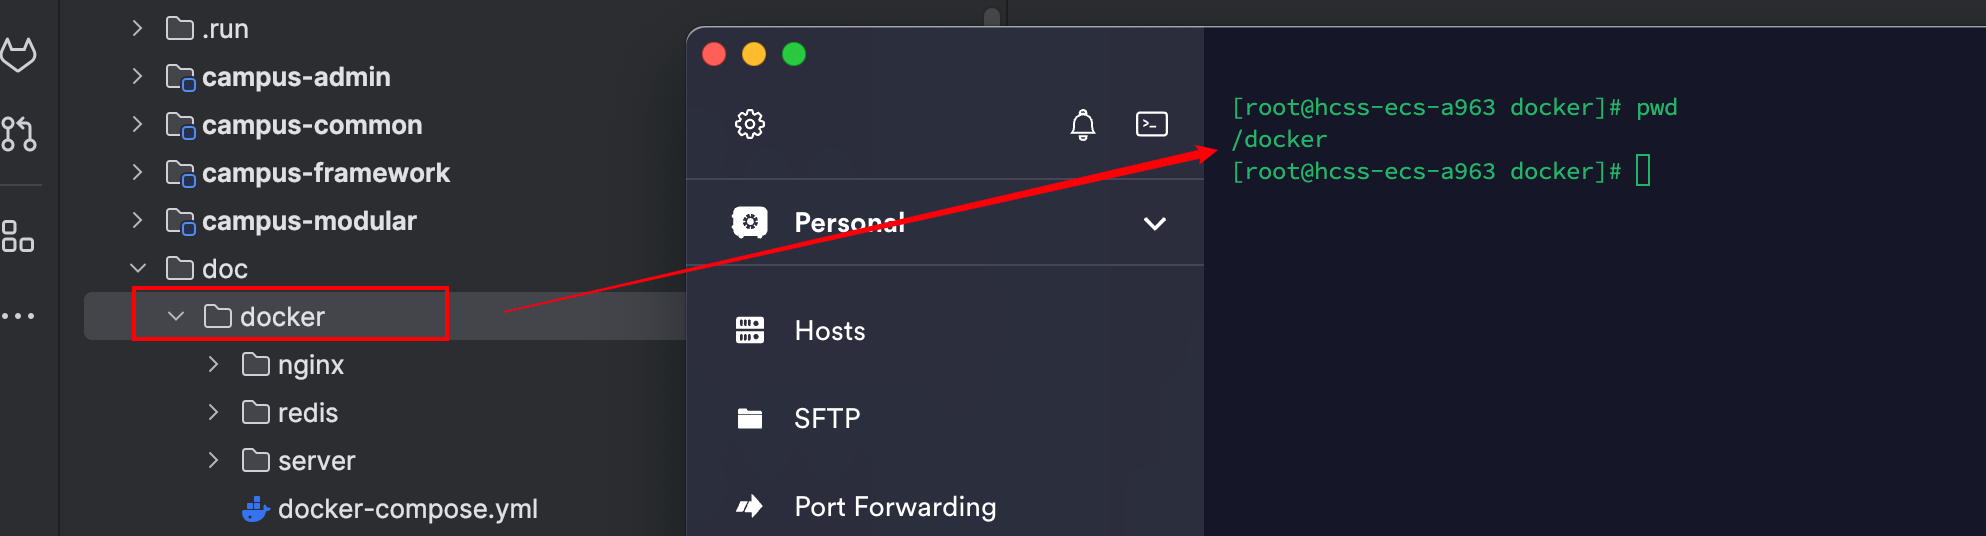 .run
campus-admin
campus-common
campus-framework
campus-modular
doc
docker
nginx
redis
server
docker-compose.yml
Personal
Hosts
SFTP
Port Forwarding
[root@hcss-ecs-a963 docker]# pwd
/docker
[root@hcss-ecs-a963 docker]#